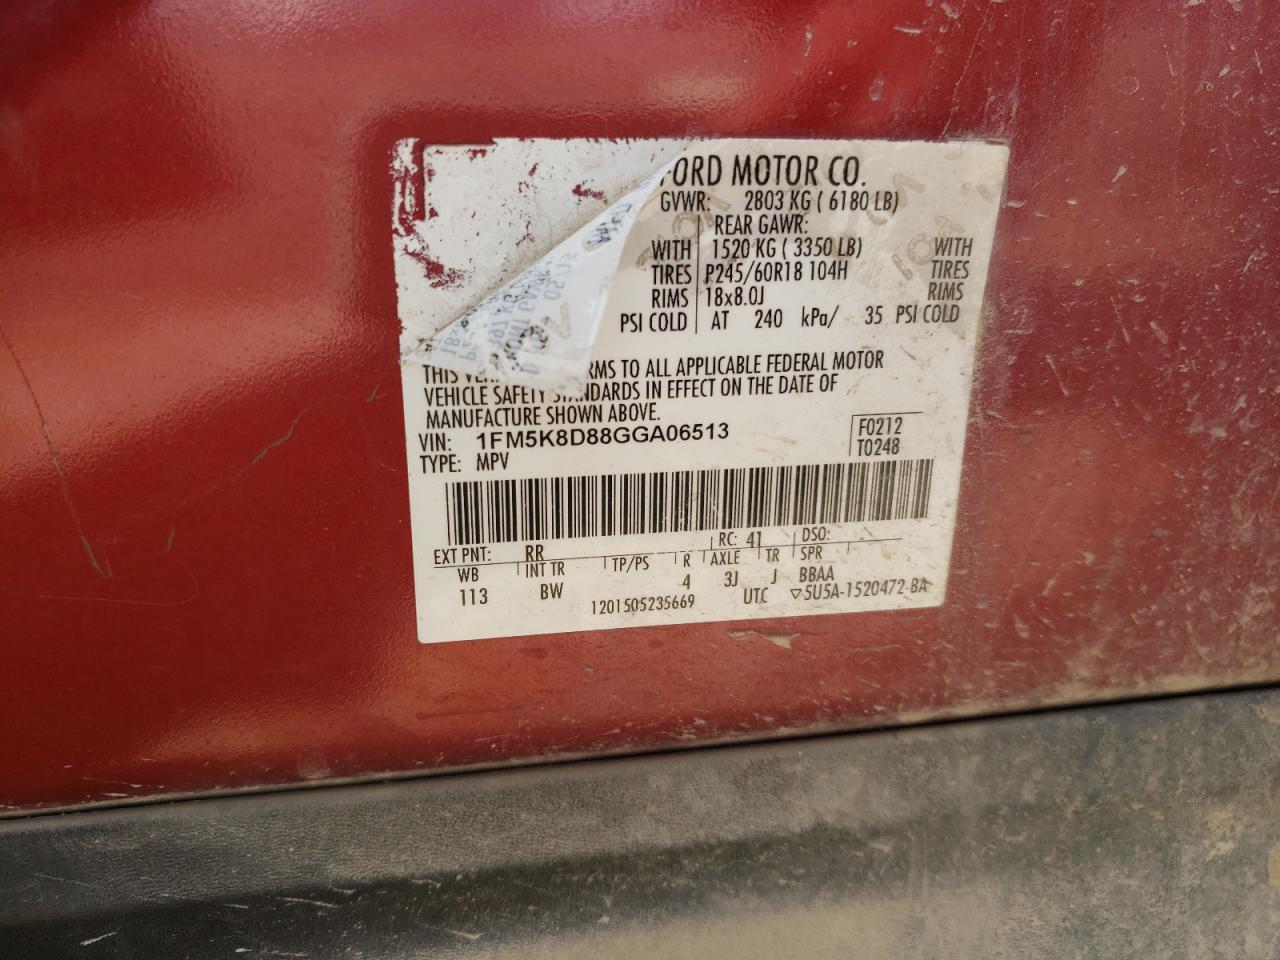 FORD MOTOR CO.
GVWR: 2803 KG ( 6180 LB)
REAR GAWR:
WITH 1520 KG ( 3350 LB) WITH
TIRES P245/60R18 104H TIRES
RIMS 18x8.0J RIMS
PSI COLD AT 240 kPa/ 35 PSI COLD
THIS RMS TO ALL APPLICABLE FEDERAL MOTOR
VEHICLE SAFETY STANDARDS IN EFFECT ON THE DATE OF
MANUFACTURE SHOWN ABOVE.
VIN: 1FM5K8D88GGA06513 F0212
TYPE: MPV T0248
EXT PNT: RR RC: 41 DSO:
WB INT TR TP/PS R AXLE TR SPR
113 BW 4 3J J BBAA
1201505235669 UTC ▽5U5A-1520472-BA